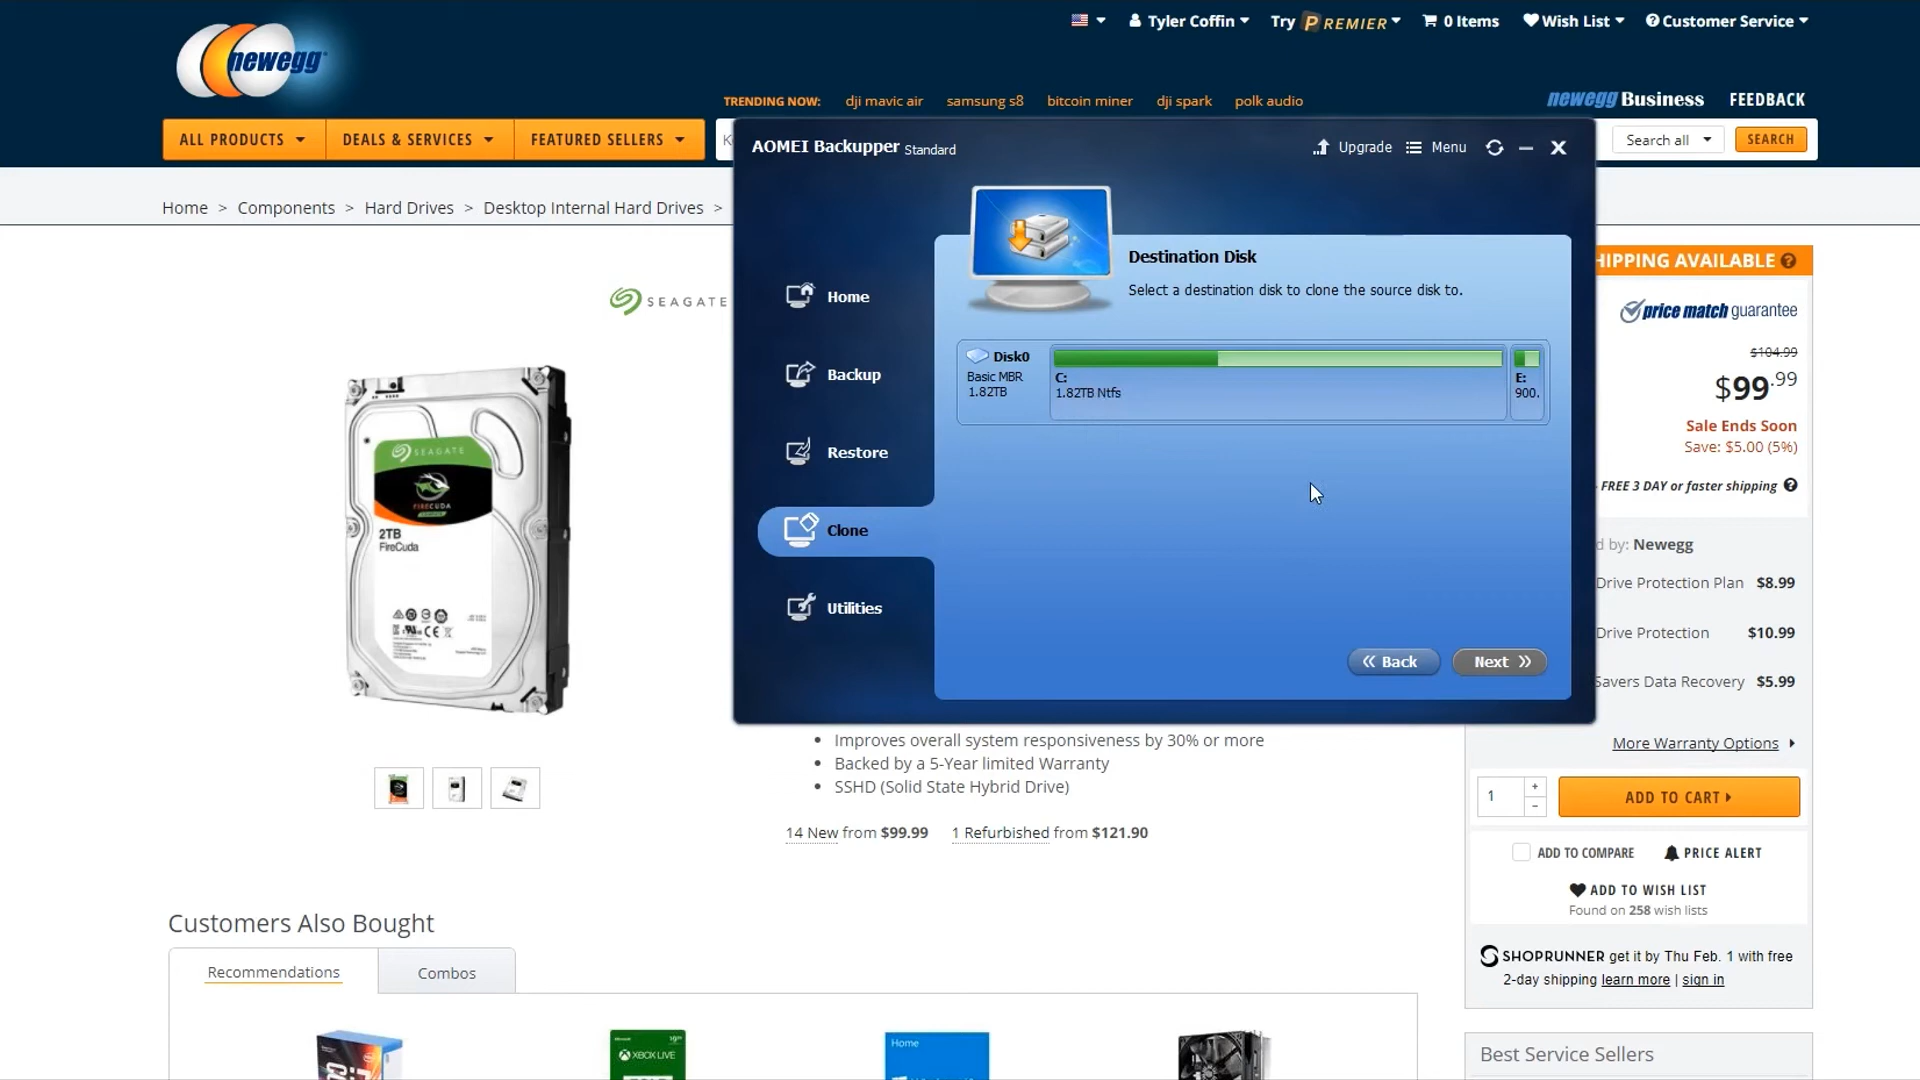 Tyler Coffin
Try PREMIER
0 Items
Wish List
Customer Service
newegg
TRENDING NOW: dji mavic air samsung s8 bitcoin miner dji spark polk audio
newegg Business
FEEDBACK
ALL PRODUCTS
DEALS & SERVICES
FEATURED SELLERS
Search all
SEARCH
AOMEI Backupper Standard
Upgrade
Menu
Home > Components > Hard Drives > Desktop Internal Hard Drives >
Home
Backup
Restore
Clone
Utilities
Destination Disk
Select a destination disk to clone the source disk to.
Disk0
Basic MBR
1.82TB
C:
1.82TB Ntfs
E:
900.
Back
Next
SEAGATE
SEAGATE
FIRECUDA
2TB
FireCuda
HIPPING AVAILABLE
price match guarantee
$104.99
$99.99
Sale Ends Soon
Save: $5.00 (5%)
FREE 3 DAY or faster shipping
d by: Newegg
Drive Protection Plan $8.99
Drive Protection $10.99
Savers Data Recovery $5.99
More Warranty Options
1
+
-
ADD TO CART
ADD TO COMPARE
PRICE ALERT
ADD TO WISH LIST
Found on 258 wish lists
SHOPRUNNER get it by Thu Feb. 1 with free
2-day shipping learn more | sign in
Best Service Sellers
• Improves overall system responsiveness by 30% or more
• Backed by a 5-Year limited Warranty
• SSHD (Solid State Hybrid Drive)
14 New from $99.99 1 Refurbished from $121.90
Customers Also Bought
Recommendations
Combos
XBOX LIVE
Home